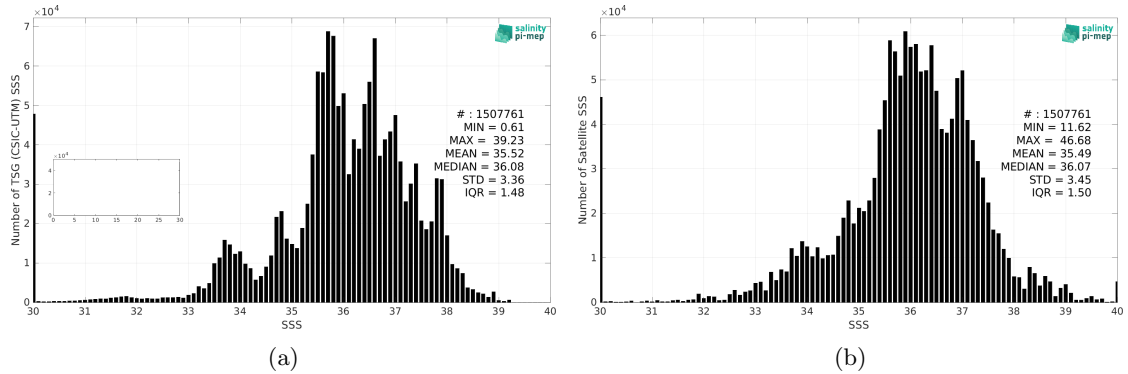 ×10⁴
Number of TSG (CSIC-UTM) SSS
7
6
5
4
3
2
1
0
30 31 32 33 34 35 36 37 38 39 40
SSS
salinity
pi-mep
# : 1507761
MIN = 0.61
MAX = 39.23
MEAN = 35.52
MEDIAN = 36.08
STD = 3.36
IQR = 1.48
×10⁴
4
2
0
0 5 10 15 20 25 30
(a)
×10⁴
Number of Satellite SSS
6
5
4
3
2
1
0
30 31 32 33 34 35 36 37 38 39 40
SSS
salinity
pi-mep
# : 1507761
MIN = 11.62
MAX = 46.68
MEAN = 35.49
MEDIAN = 36.07
STD = 3.45
IQR = 1.50
(b)